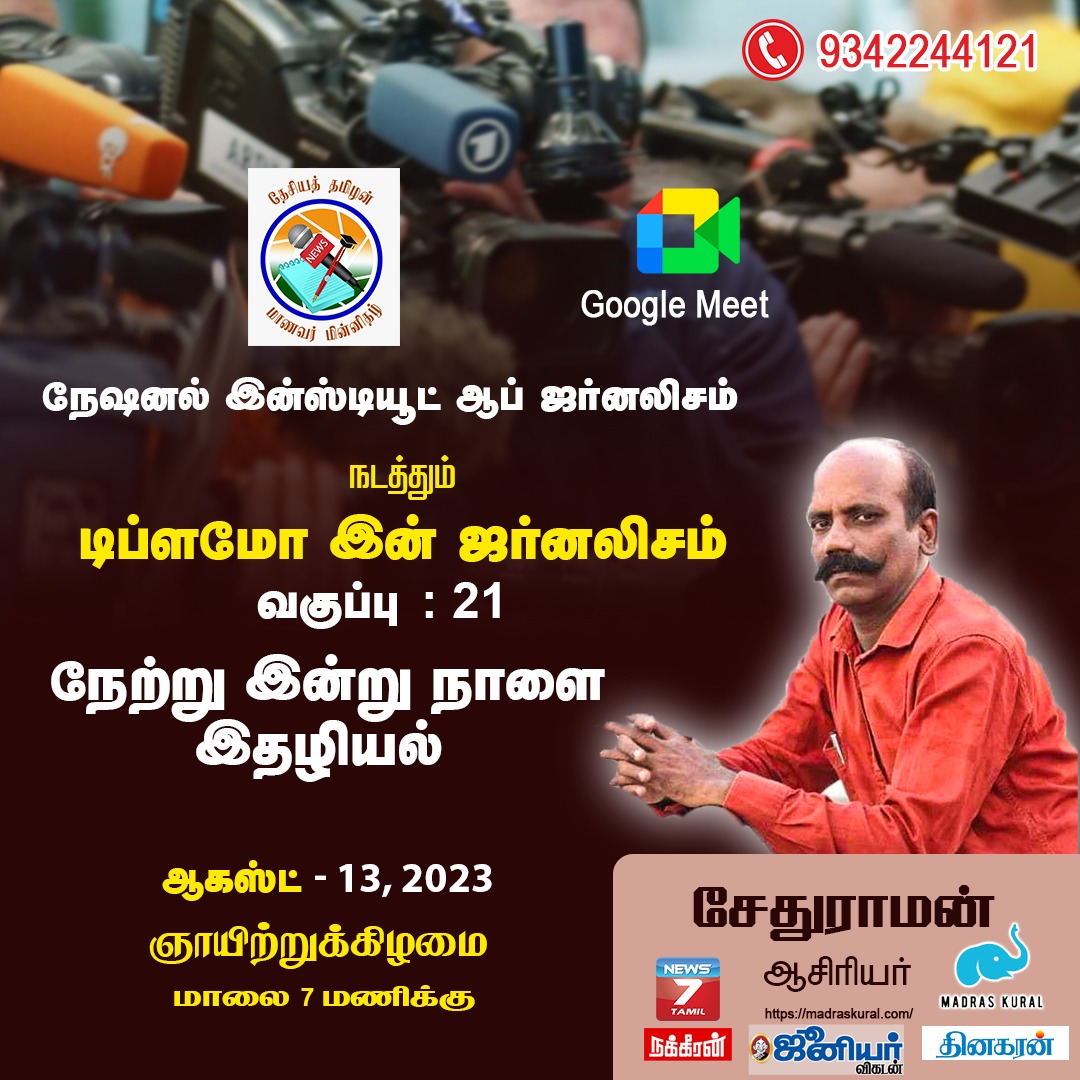 9342244121
தேசியத் தமிழன்
NEWS
மாணவர் மின்னிதழ்
Google Meet
நேஷனல் இன்ஸ்டியூட் ஆப் ஜர்னலிசம்
நடத்தும்
டிப்ளமோ இன் ஜர்னலிசம்
வகுப்பு : 21
நேற்று இன்று நாளை
இதழியல்
ஆகஸ்ட் - 13, 2023
ஞாயிற்றுக்கிழமை
மாலை 7 மணிக்கு
சேதுராமன்
ஆசிரியர்
https://madraskural.com/
NEWS
7
TAMIL
MADRAS KURAL
நக்கீரன்
ஜூனியர்
விகடன்
தினகரன்